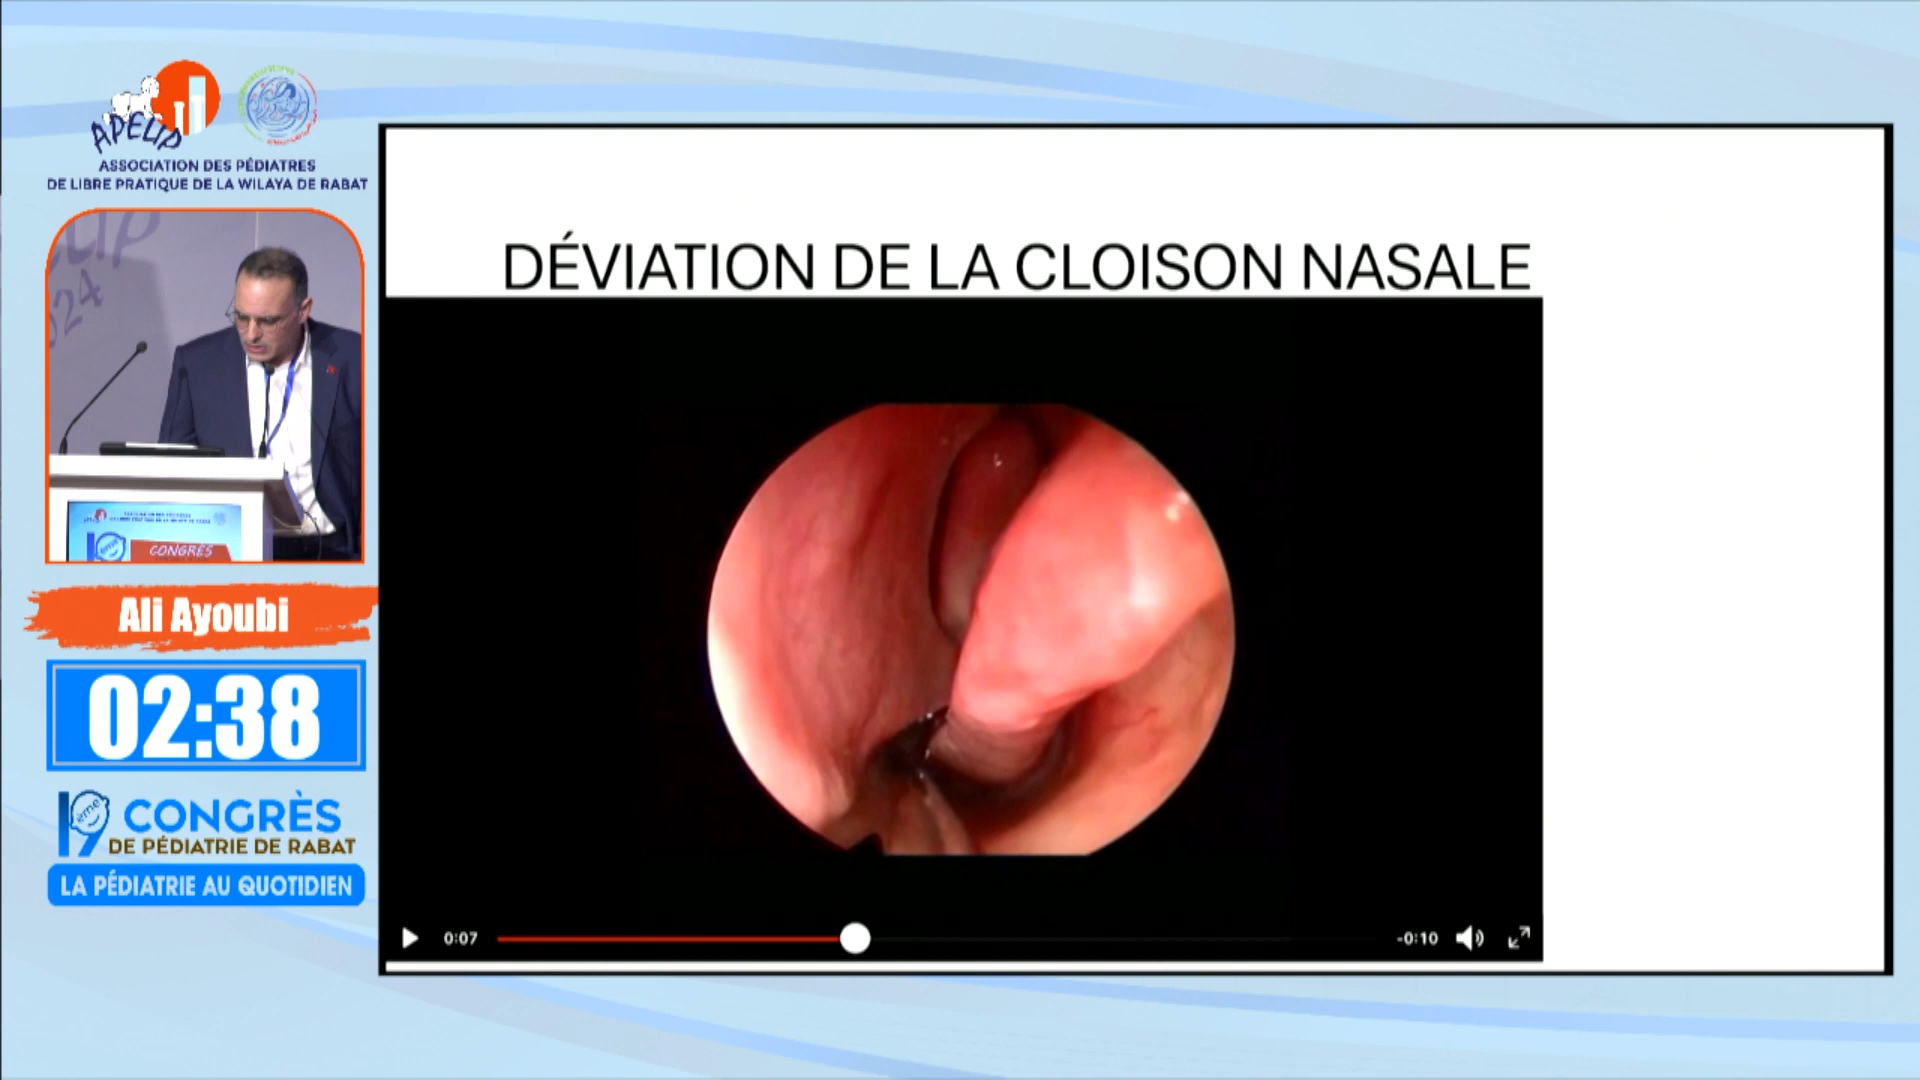 APELIP
ASSOCIATION DES PÉDIATRES
DE LIBRE PRATIQUE DE LA WILAYA DE RABAT
CONGRÈS
Ali Ayoubi
02:38
19ème CONGRÈS
DE PÉDIATRIE DE RABAT
LA PÉDIATRIE AU QUOTIDIEN
DÉVIATION DE LA CLOISON NASALE
0:07
-0:10